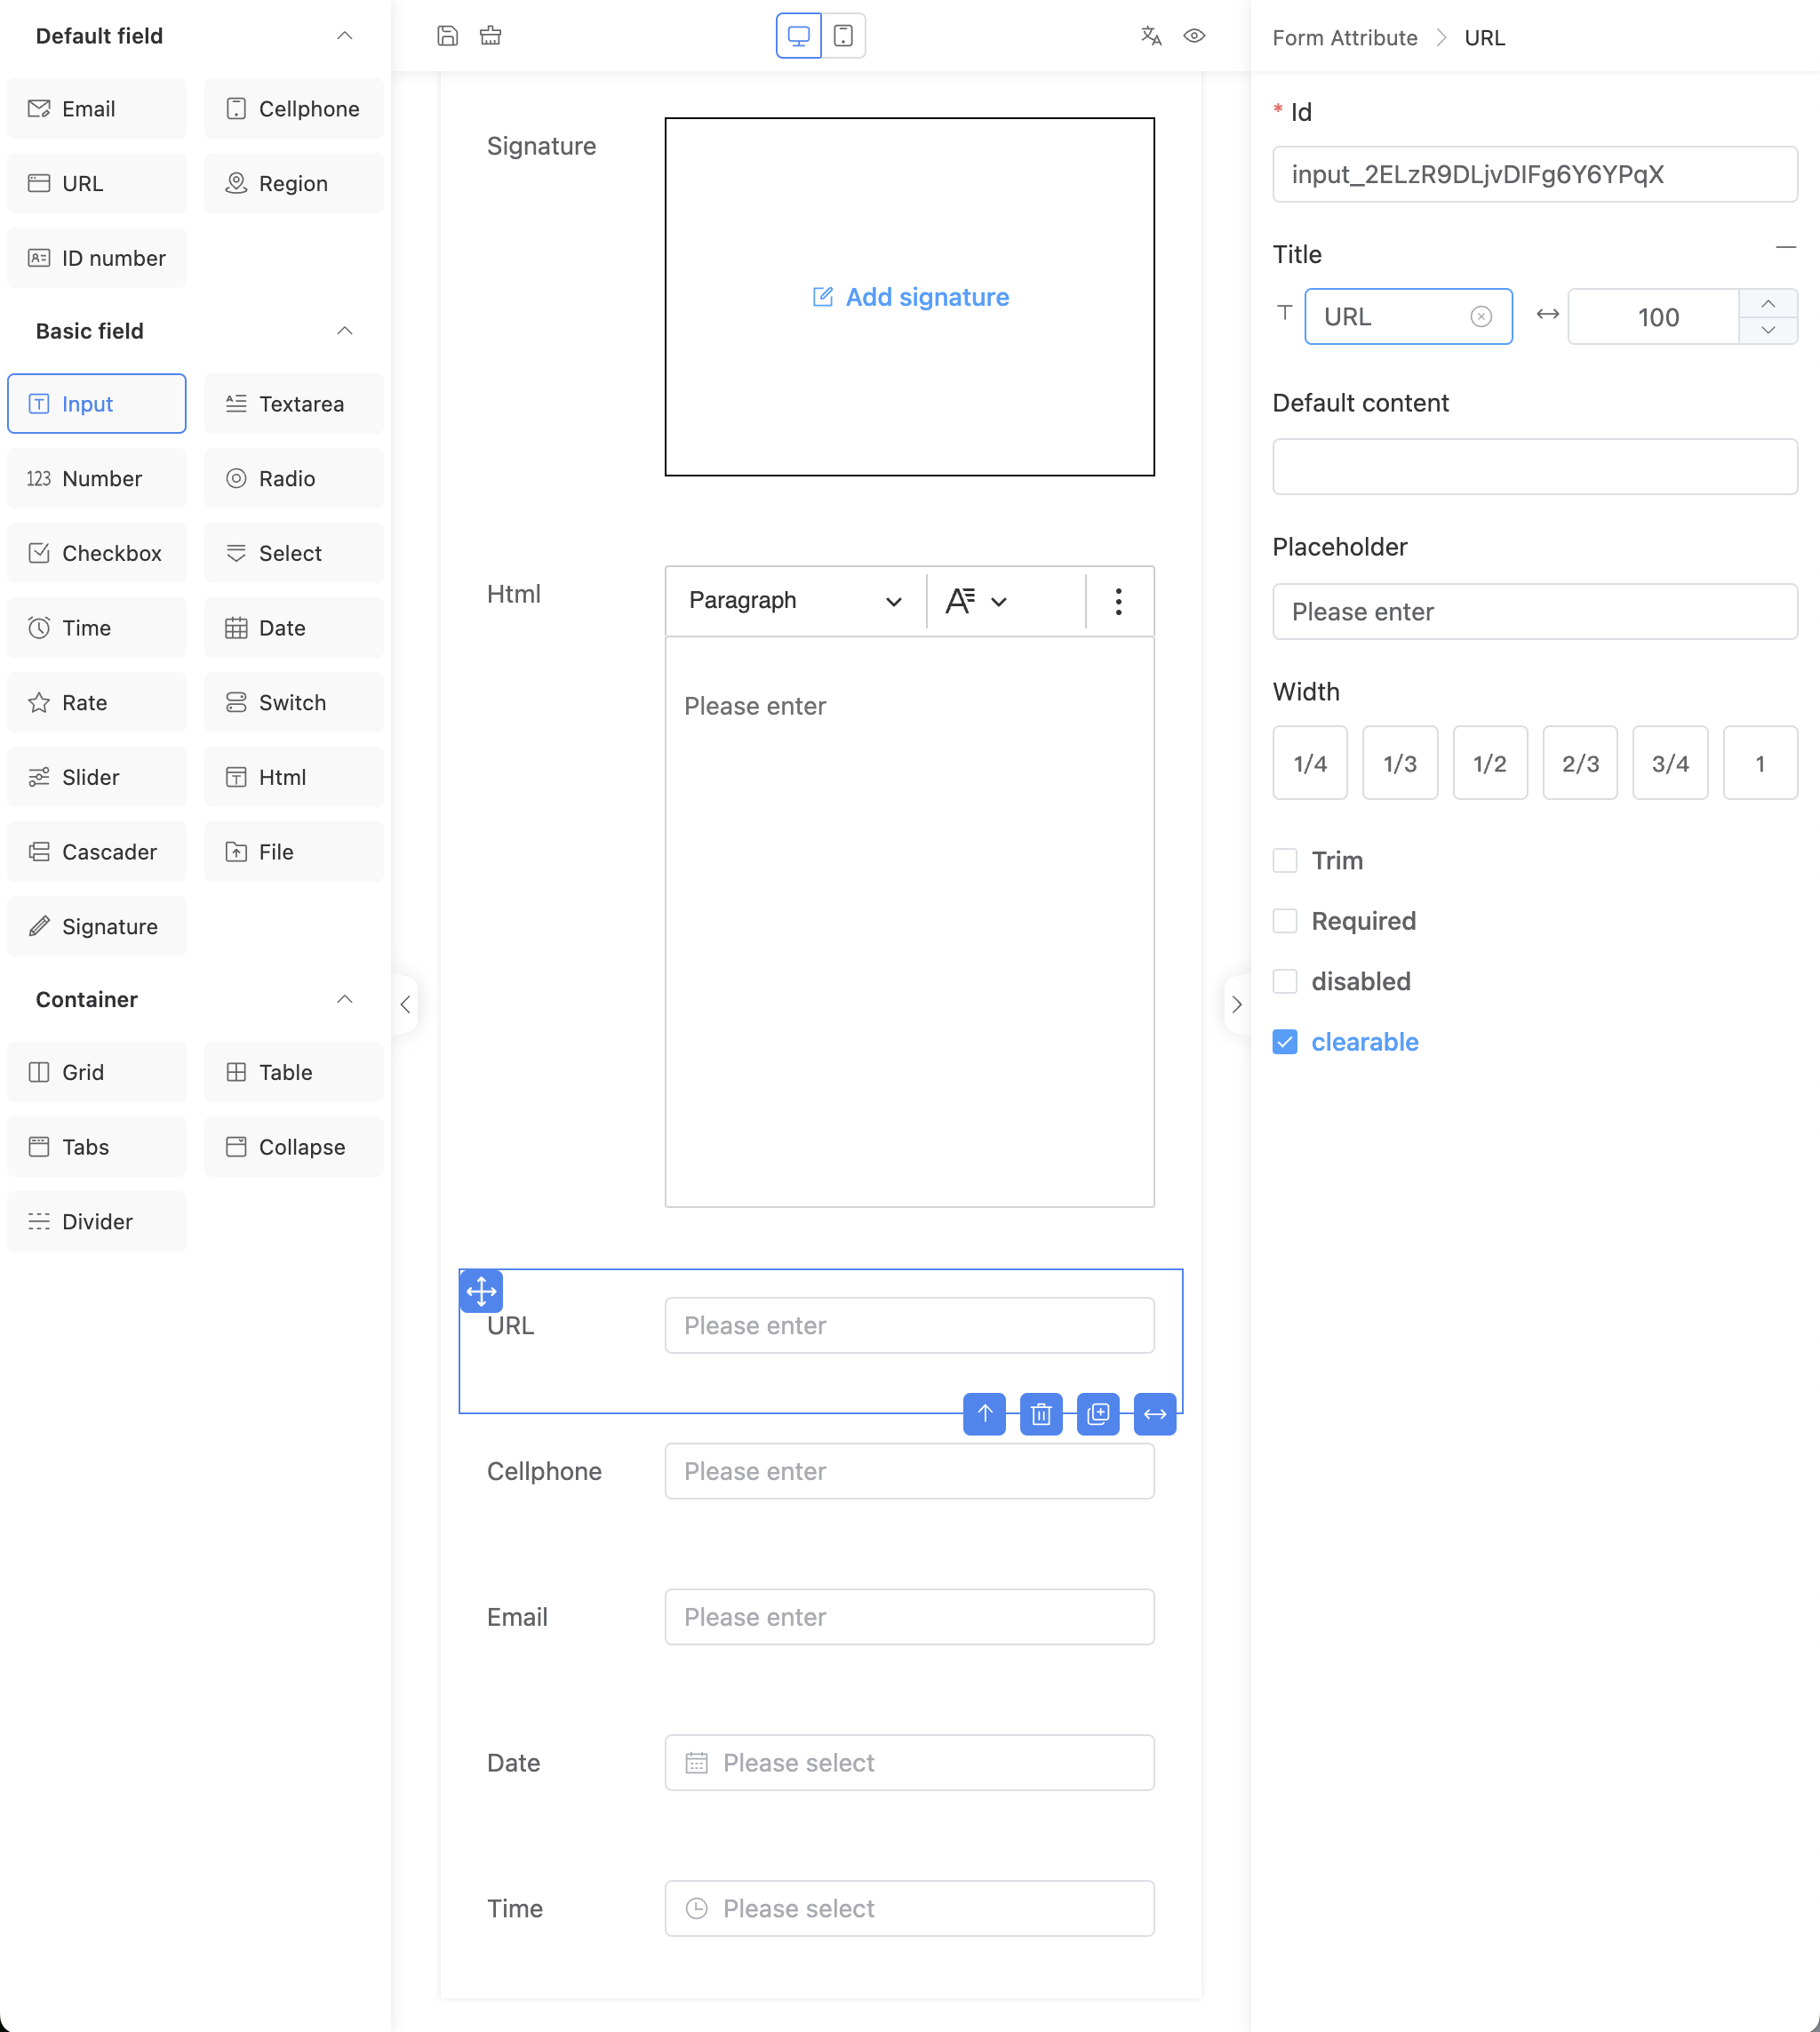 Default field
Email
Cellphone
URL
Region
ID number
Basic field
Input
Textarea
123 Number
Radio
Checkbox
Select
Time
Date
Rate
Switch
Slider
Html
Cascader
File
Signature
Container
Grid
Table
Tabs
Collapse
Divider
Signature
Add signature
Html
Paragraph
Please enter
URL
Please enter
Cellphone
Please enter
Email
Please enter
Date
Please select
Time
Please select
Form Attribute > URL
* Id
input_2ELzR9DLjvDIFg6Y6YPqX
Title
URL
100
Default content
Placeholder
Please enter
Width
1/4 1/3 1/2 2/3 3/4 1
Trim
Required
disabled
clearable